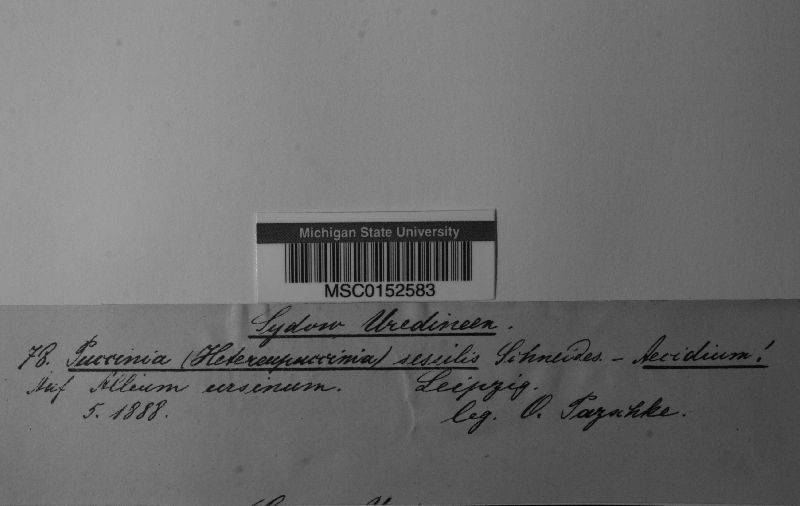 Michigan State University
MSC0152583
Sydow Uredineen.
78. Puccinia (Heteropuccinia) sessilis Schneider. - Aecidium!
Auf Allium ursinum. Leipzig.
5. 1888. leg. O. Pazschke.